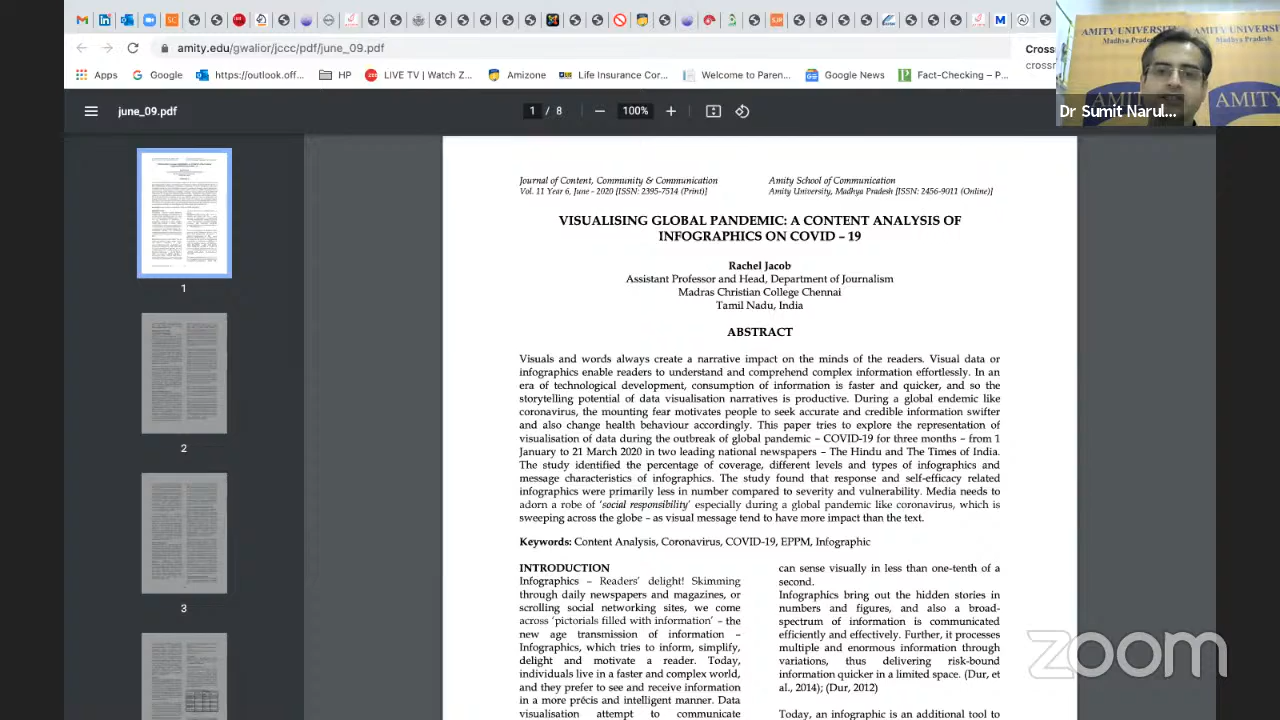 amity.edu/gwalior/jccc/pdf/june_09.pdf
Cross
crossr
Apps
Google
https://outlook.off...
HP
LIVE TV | Watch Z...
Amizone
Life Insurance Cor...
Welcome to Paren...
Google News
Fact-Checking – P...
AMITY UNIVERSITY
Madhya Pradesh
AMITY UNIVERSI
Madhya Pradesh
AMITY
Dr Sumit Narul...
june_09.pdf
1 / 8
100%
1
2
3
Journal of Content, Community & Communication
Amity School of Communication
Vol. 11 Year 6, June - 2020 [ISSN: 2395-7514 (Print)]
Amity University, Madhya Pradesh [ISSN: 2456-9011 (Online)]
VISUALS IN GLOBAL PANDEMIC: A CONTENT ANALYSIS OF
INFOGRAPHICS ON COVID – 19
Rachel Jacob
Assistant Professor and Head, Department of Journalism
Madras Christian College Chennai
Tamil Nadu, India
ABSTRACT
Visuals and words always create a narrative impact on the minds of the readers. Visual data or
infographics enable readers to understand and comprehend complex information effortlessly. In an
era of technological development, consumption of information is faster and quicker, and so the
storytelling potential of data visualisation narratives is productive. During a global endemic like
coronavirus, the mounting fear motivates people to seek accurate and credible information swifter
and also change health behaviour accordingly. This paper tries to explore the representation of
visualisation of data during the outbreak of global pandemic – COVID-19 for three months – from 1
January to 21 March 2020 in two leading national newspapers – The Hindu and The Times of India.
The study identified the percentage of coverage, different levels and types of infographics and
message characteristics of infographics. The study found that response and self-efficacy related
infographics were primarily less in number compared to severity and vulnerability. Media needs to
adorn a robe of 'social responsibility' especially during a global pandemic like coronavirus, which is
sweeping across the globe – as visual message tend to have more impact than the text.
Keywords: Content Analysis, Coronavirus, COVID-19, EPPM, Infographic
INTRODUCTION
Infographics – Readers' delight! Skimming
through daily newspapers and magazines, or
scrolling social networking sites, we come
across 'pictorials filled with information' – the
new age transporters of information –
Infographics, which aim to inform, simplify,
delight and motivate a reader. Today,
individuals live in a faster and complex world,
and they prefer to see and receive information
in a more precis and intelligent manner. Data
visualisation attempt to communicate
can sense visually in less than one-tenth of a
second.
Infographics bring out the hidden stories in
numbers and figures, and also a broad-
spectrum of information is communicated
efficiently and effectively. Further, it processes
multiple and enormous information through
variations, thus delivering risk-bound
information quicker in a limited space. (Dur, et
al., 2014); (Dur, 2012)
Today, an infographic is an additional tool to
zoom